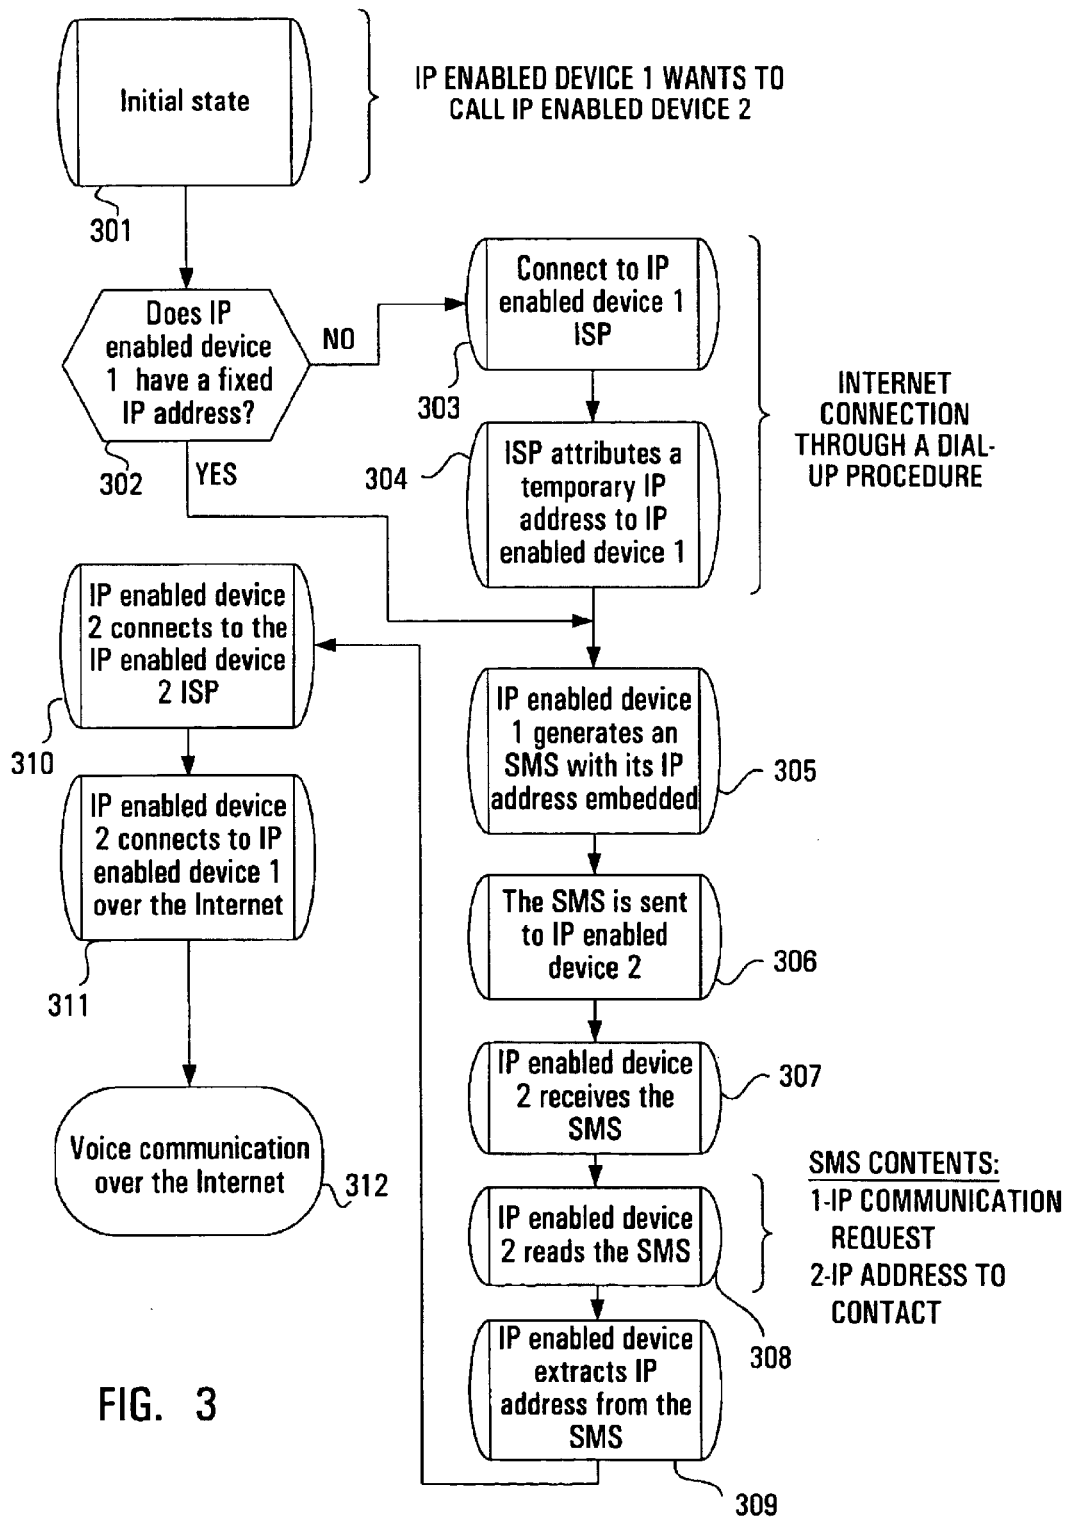 Initial state
IP ENABLED DEVICE 1 WANTS TO
CALL IP ENABLED DEVICE 2
301
Does IP
enabled device
1 have a fixed
IP address?
302
NO
YES
Connect to IP
enabled device 1
ISP
303
ISP attributes a
temporary IP
address to IP
enabled device 1
304
INTERNET
CONNECTION
THROUGH A DIAL-
UP PROCEDURE
IP enabled device
1 generates an
SMS with its IP
address embedded
305
The SMS is sent
to IP enabled
device 2
306
IP enabled device
2 receives the
SMS
307
IP enabled device
2 reads the SMS
308
SMS CONTENTS:
1-IP COMMUNICATION
REQUEST
2-IP ADDRESS TO
CONTACT
IP enabled device
extracts IP
address from the
SMS
309
IP enabled device
2 connects to the
IP enabled device
2 ISP
310
IP enabled device
2 connects to IP
enabled device 1
over the Internet
311
Voice communication
over the Internet
312
FIG. 3